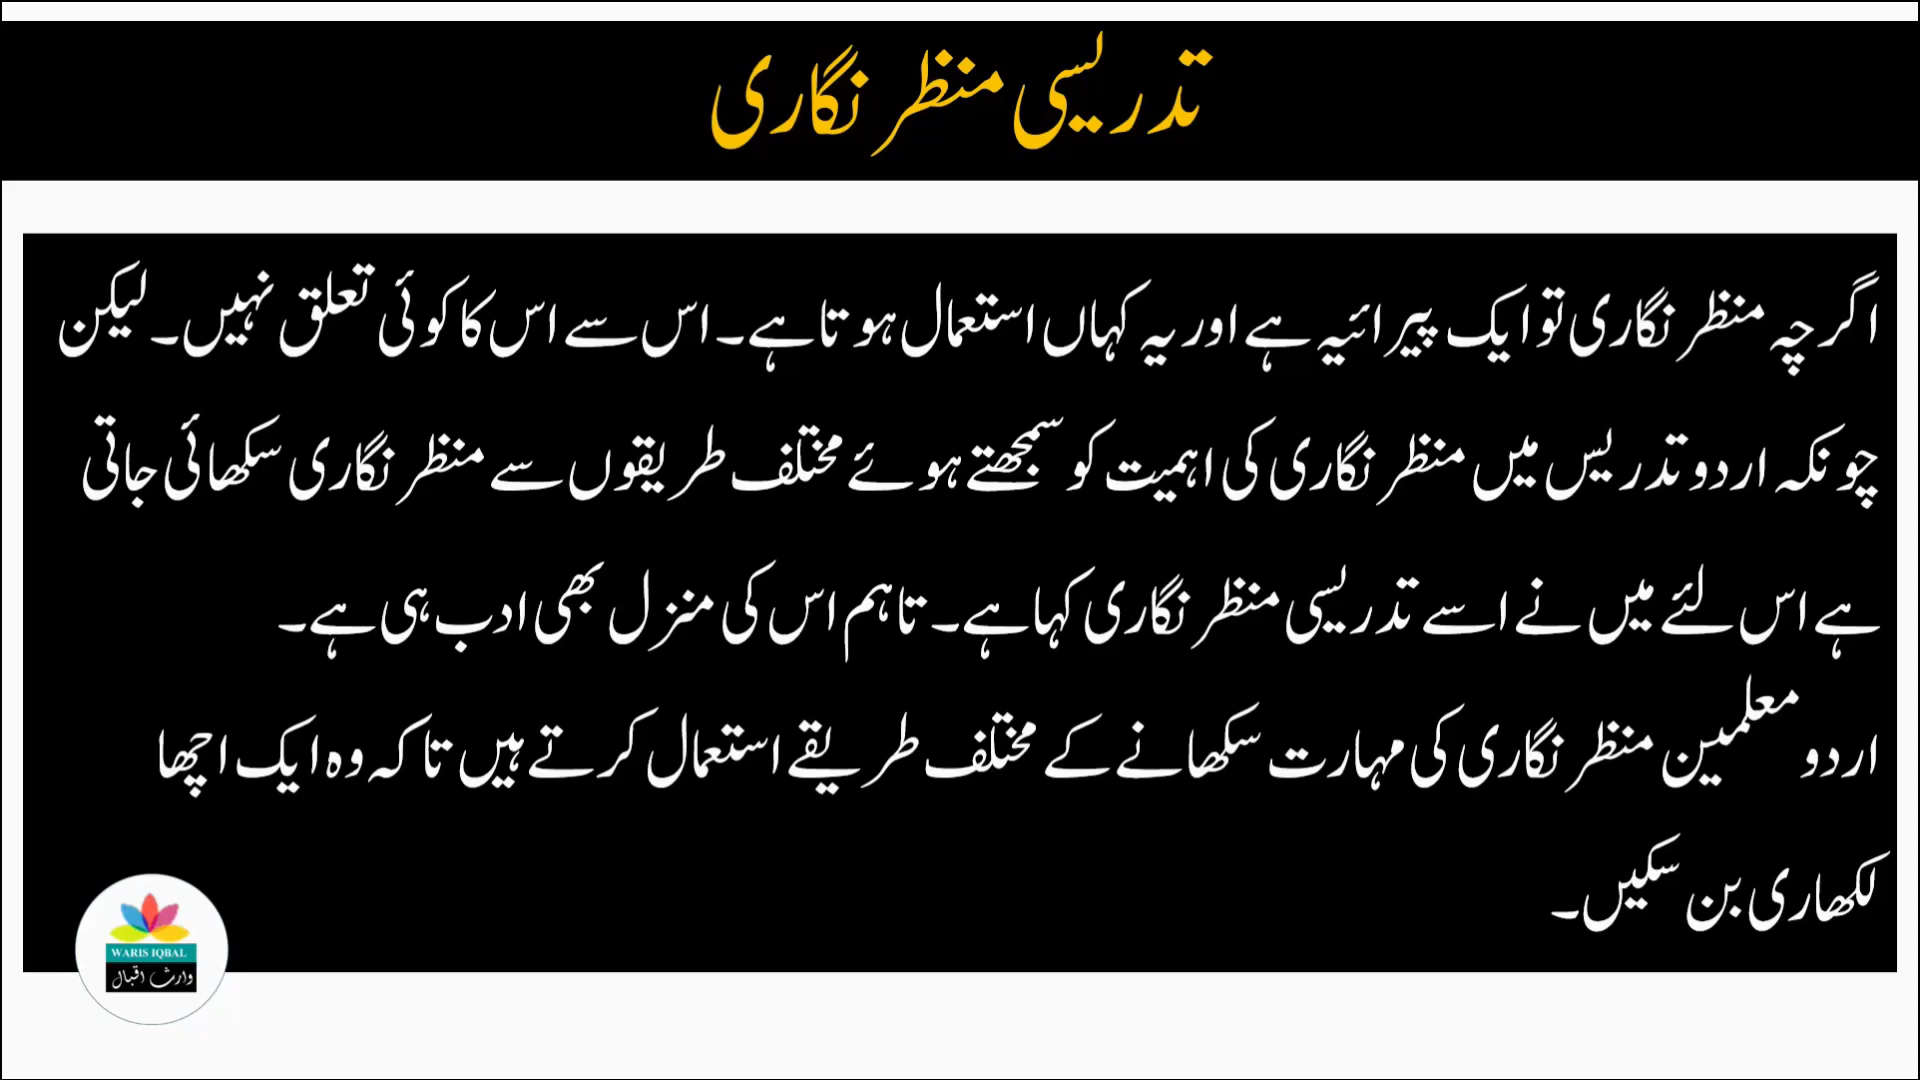 تدریسی منظر نگاری
اگرچہ منظر نگاری تو ایک پیرائیہ ہے اور یہ کہاں استعمال ہوتا ہے۔ اس سے اس کا کوئی تعلق نہیں۔ لیکن
چونکہ اردو تدریس میں منظر نگاری کی اہمیت کو سمجھتے ہوئے مختلف طریقوں سے منظر نگاری سکھائی جاتی
ہے اس لئے میں نے اسے تدریسی منظر نگاری کہا ہے۔ تاہم اس کی منزل بھی ادب ہی ہے۔
اردو معلمین منظر نگاری کی مہارت سکھانے کے مختلف طریقے استعمال کرتے ہیں تاکہ وہ ایک اچھا
لکھاری بن سکیں۔
WARIS IQBAL
وارث اقبال